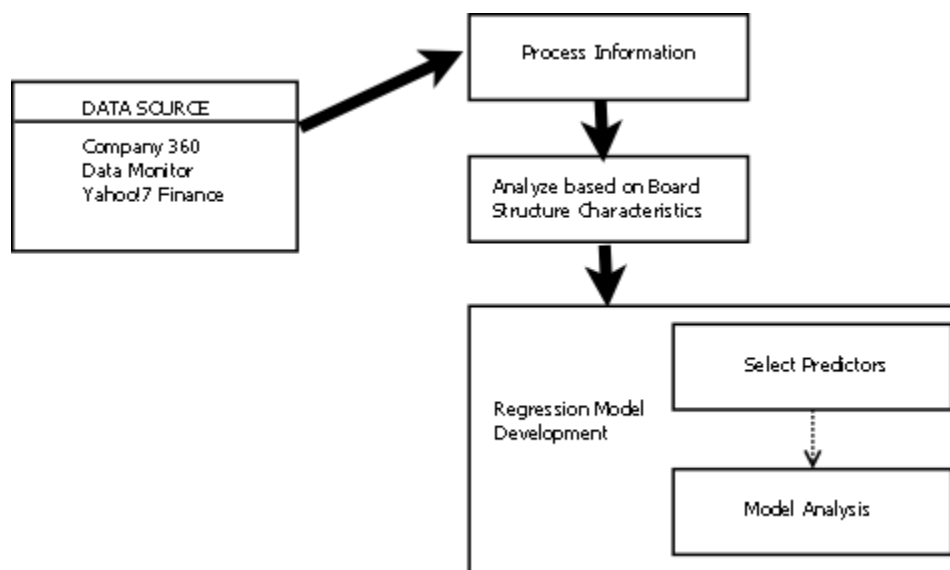 Process Information
DATA SOURCE
Company 360
Data Monitor
Yahoo!7 Finance
Analyze based on Board
Structure Characteristics
Select Predictors
Regression Model
Development
Model Analysis